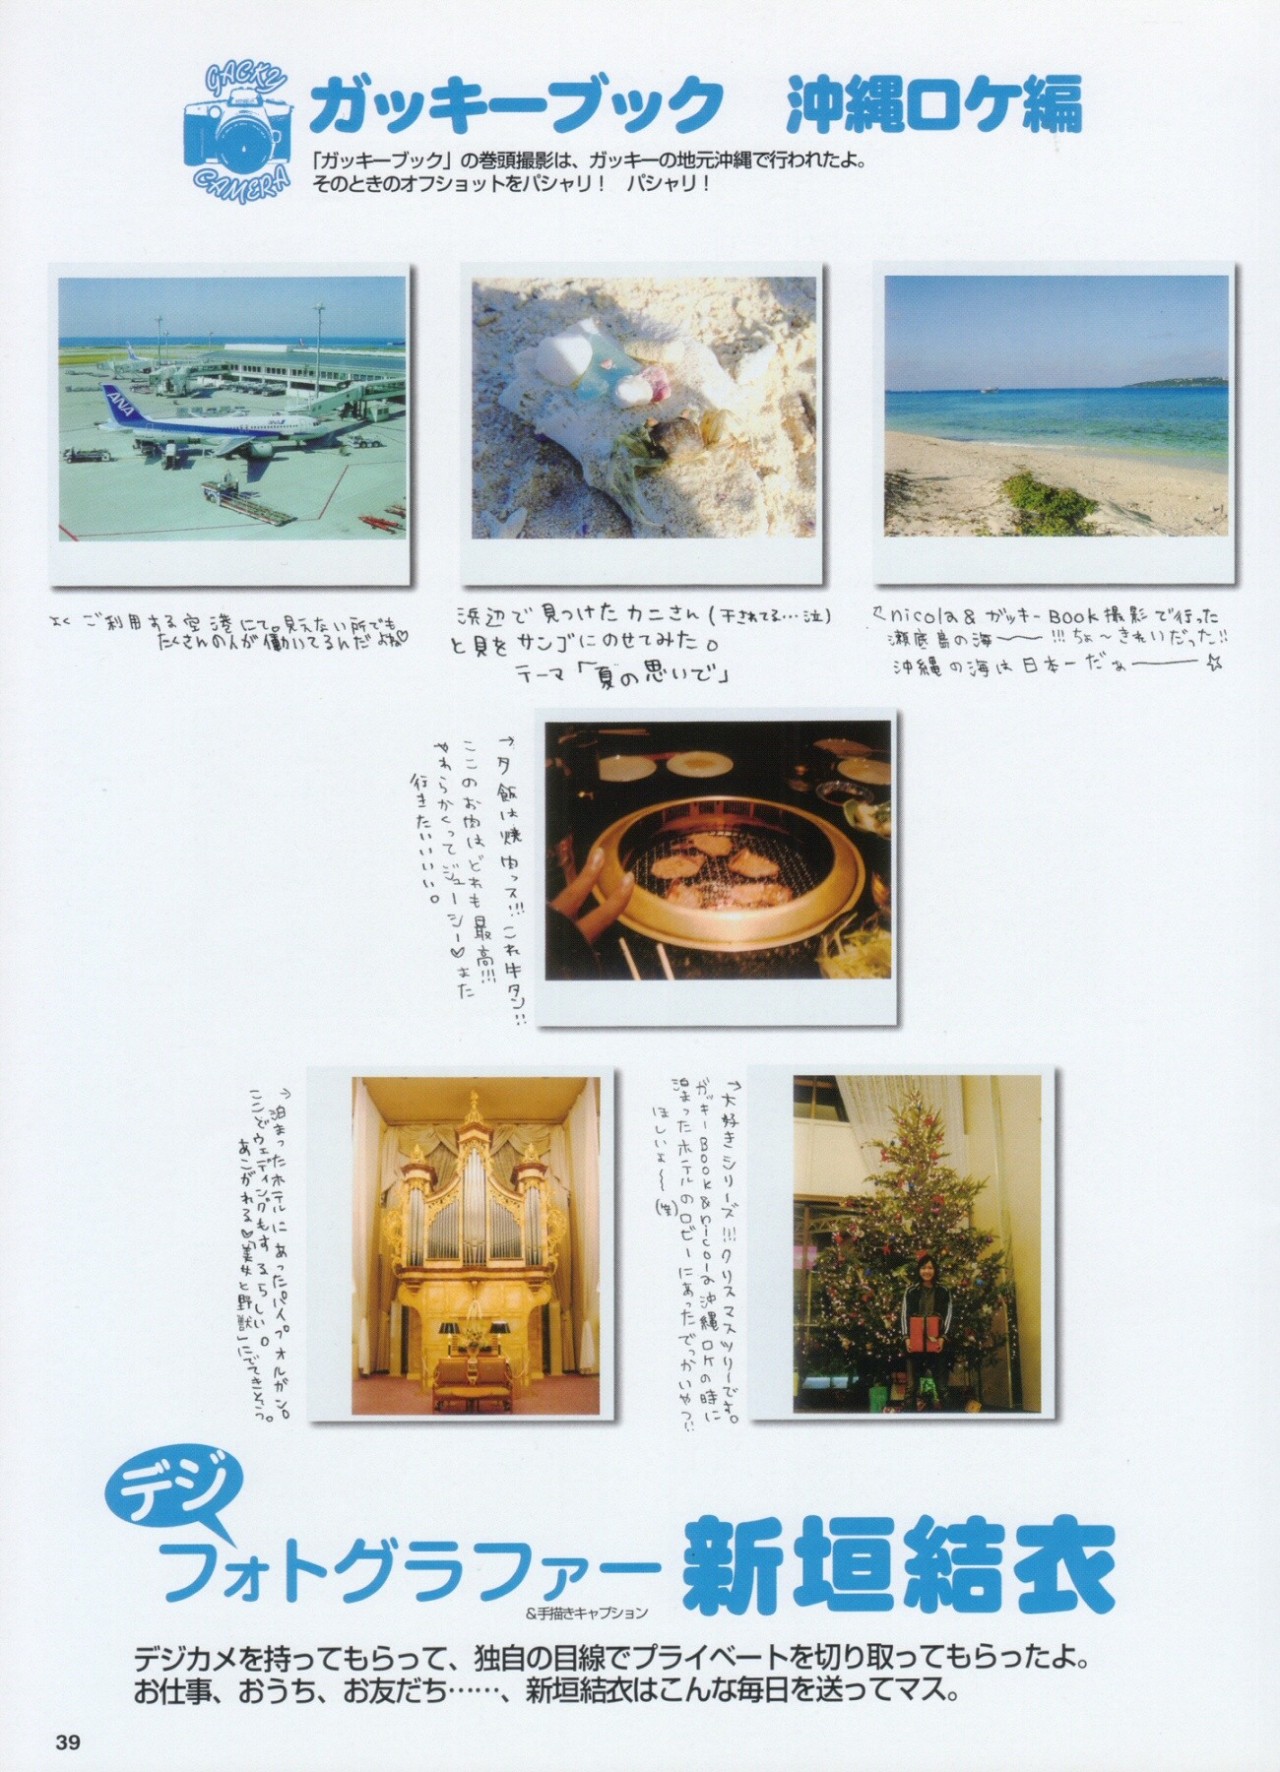 GACKY
CAMERA
ガッキーブック　沖縄ロケ編
「ガッキーブック」の巻頭撮影は、ガッキーの地元沖縄で行われたよ。
そのときのオフショットをパシャリ！　パシャリ！
ANA
ご利用する空港にて。見えない所でも
たくさんの人が働いてるんだよね♡
浜辺で見つけたカニさん(干されてる…泣)
と貝をサンゴにのせてみた。
テーマ「夏の思いで」
nicola&ガッキーBook撮影で行った
瀬底島の海〜!!!ちょ〜きれいだった!!
沖縄の海は日本一だぁ――☆
→夕飯は焼肉っス!!! これ牛タン!!
ここのお肉はどれも最高!!!
やわらかくってジューシー♡また
行きたいいいい。
→泊まったホテルにあったパイプオルガン。
ここでウェディングもするらしい。
あこがれる♡「美女と野獣」にでてきそう。
→大好きシリーズ!!! クリスマスツリーです。
ガッキーBook&nicola沖縄ロケの時に
泊まったホテルのロビーにあったでっかいやつ!!
ほしいよ〜(笑)
デジ
フォトグラファー 新垣結衣
&手描きキャプション
デジカメを持ってもらって、独自の目線でプライベートを切り取ってもらったよ。
お仕事、おうち、お友だち……、新垣結衣はこんな毎日を送ってマス。
39